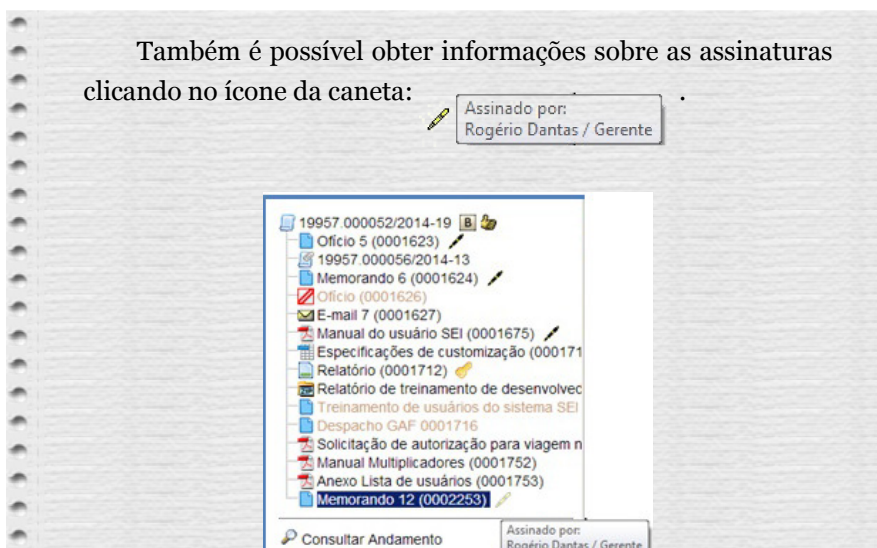 Também é possível obter informações sobre as assinaturas
clicando no ícone da caneta: .
Assinado por:
Rogério Dantas / Gerente
19957.000052/2014-19 B
Ofício 5 (0001623)
19957.000056/2014-13
Memorando 6 (0001624)
Ofício (0001626)
E-mail 7 (0001627)
Manual do usuário SEI (0001675)
Especificações de customização (000171
Relatório (0001712)
Relatório de treinamento de desenvolvec
Treinamento de usuários do sistema SEI
Despacho GAF 0001716
Solicitação de autorização para viagem n
Manual Multiplicadores (0001752)
Anexo Lista de usuários (0001753)
Memorando 12 (0002253)
Consultar Andamento
Assinado por:
Rogério Dantas / Gerente